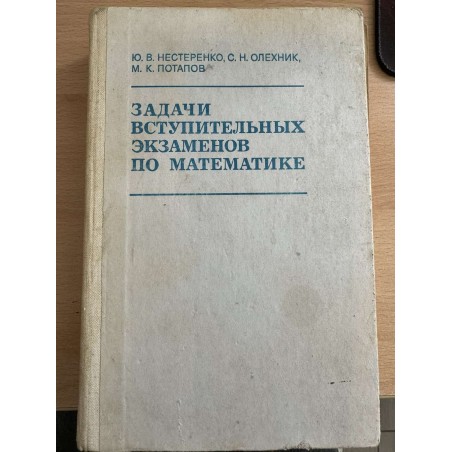 Ю. В. НЕСТЕРЕНКО, С. Н. ОЛЕХНИК,
М. К. ПОТАПОВ
ЗАДАЧИ
ВСТУПИТЕЛЬНЫХ
ЭКЗАМЕНОВ
ПО МАТЕМАТИКЕ